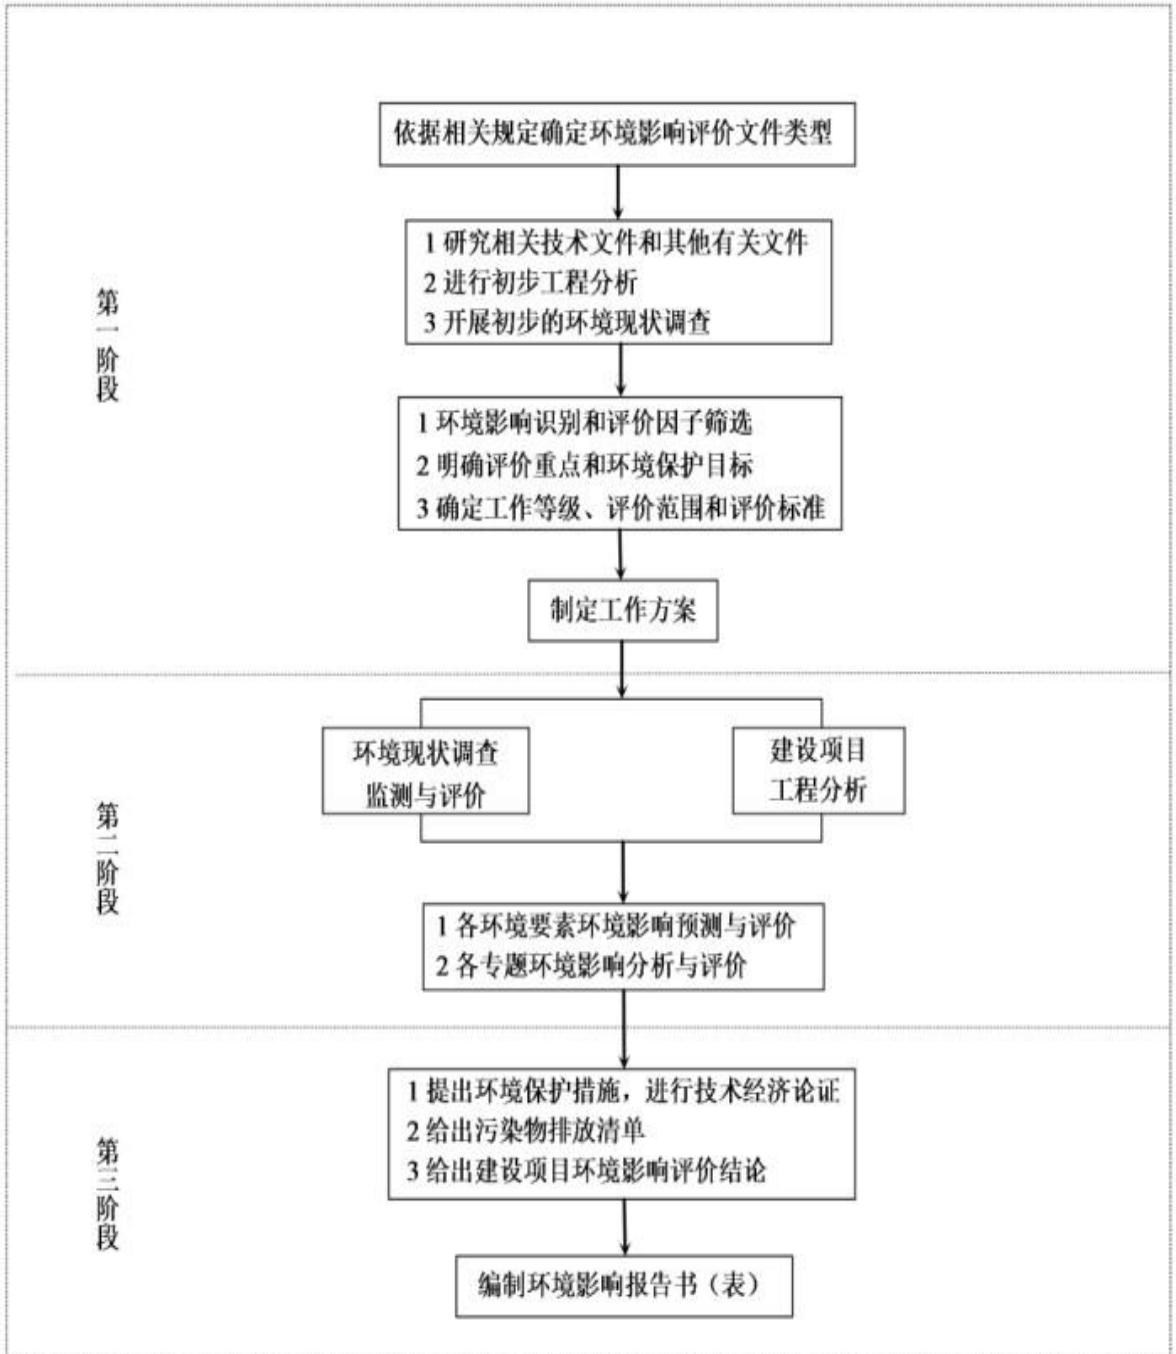 依据相关规定确定环境影响评价文件类型
1 研究相关技术文件和其他有关文件
2 进行初步工程分析
3 开展初步的环境现状调查
第一阶段
1 环境影响识别和评价因子筛选
2 明确评价重点和环境保护目标
3 确定工作等级、评价范围和评价标准
制定工作方案
环境现状调查
监测与评价
建设项目
工程分析
第二阶段
1 各环境要素环境影响预测与评价
2 各专题环境影响分析与评价
1 提出环境保护措施，进行技术经济论证
2 给出污染物排放清单
3 给出建设项目环境影响评价结论
第三阶段
编制环境影响报告书（表）